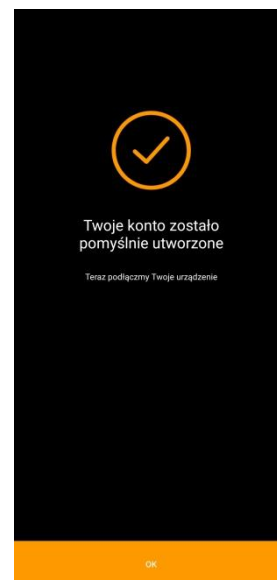 Twoje konto zostało
pomyślnie utworzone
Teraz podłączmy Twoje urządzenie
OK